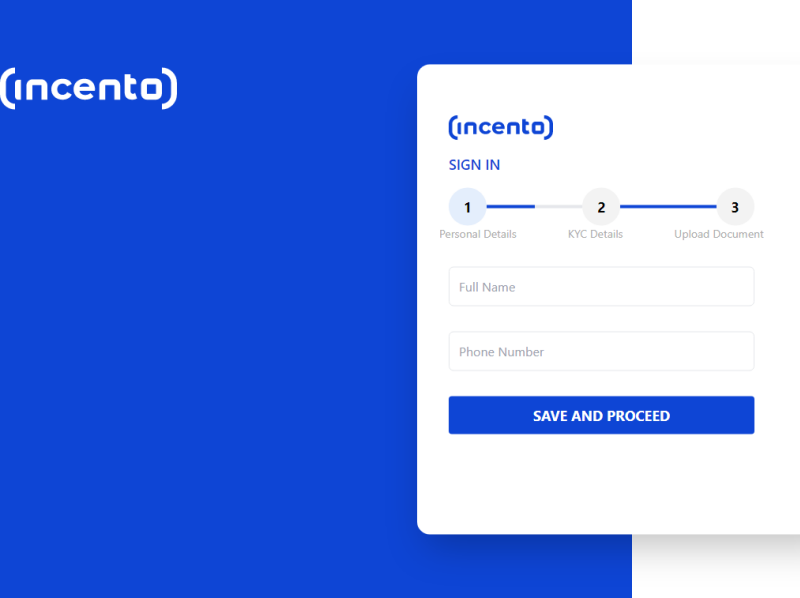 (incento)
(incento)
SIGN IN
1 2 3
Personal Details KYC Details Upload Document
Full Name
Phone Number
SAVE AND PROCEED